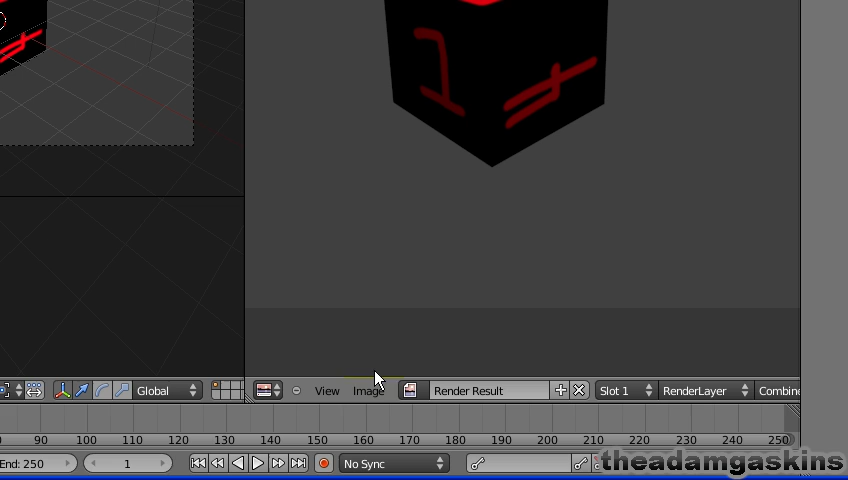 1
Global
View Image Render Result Slot 1 RenderLayer Combine
90 100 110 120 130 140 150 160 170 180 190 200 210 220 230 240 250
End: 250 1 No Sync
theadamgaskins